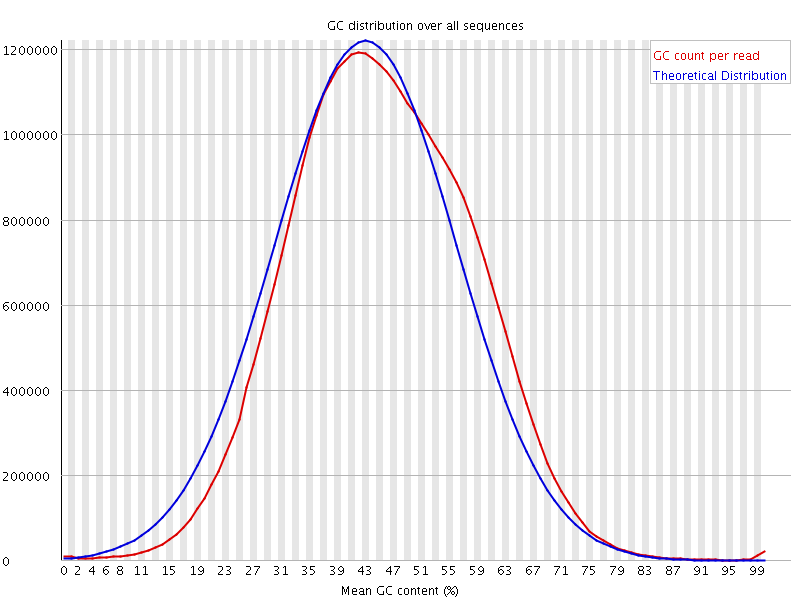 GC distribution over all sequences
GC count per read
Theoretical Distribution
1200000
1000000
800000
600000
400000
200000
0
0 2 4 6 8 11 15 19 23 27 31 35 39 43 47 51 55 59 63 67 71 75 79 83 87 91 95 99
Mean GC content (%)